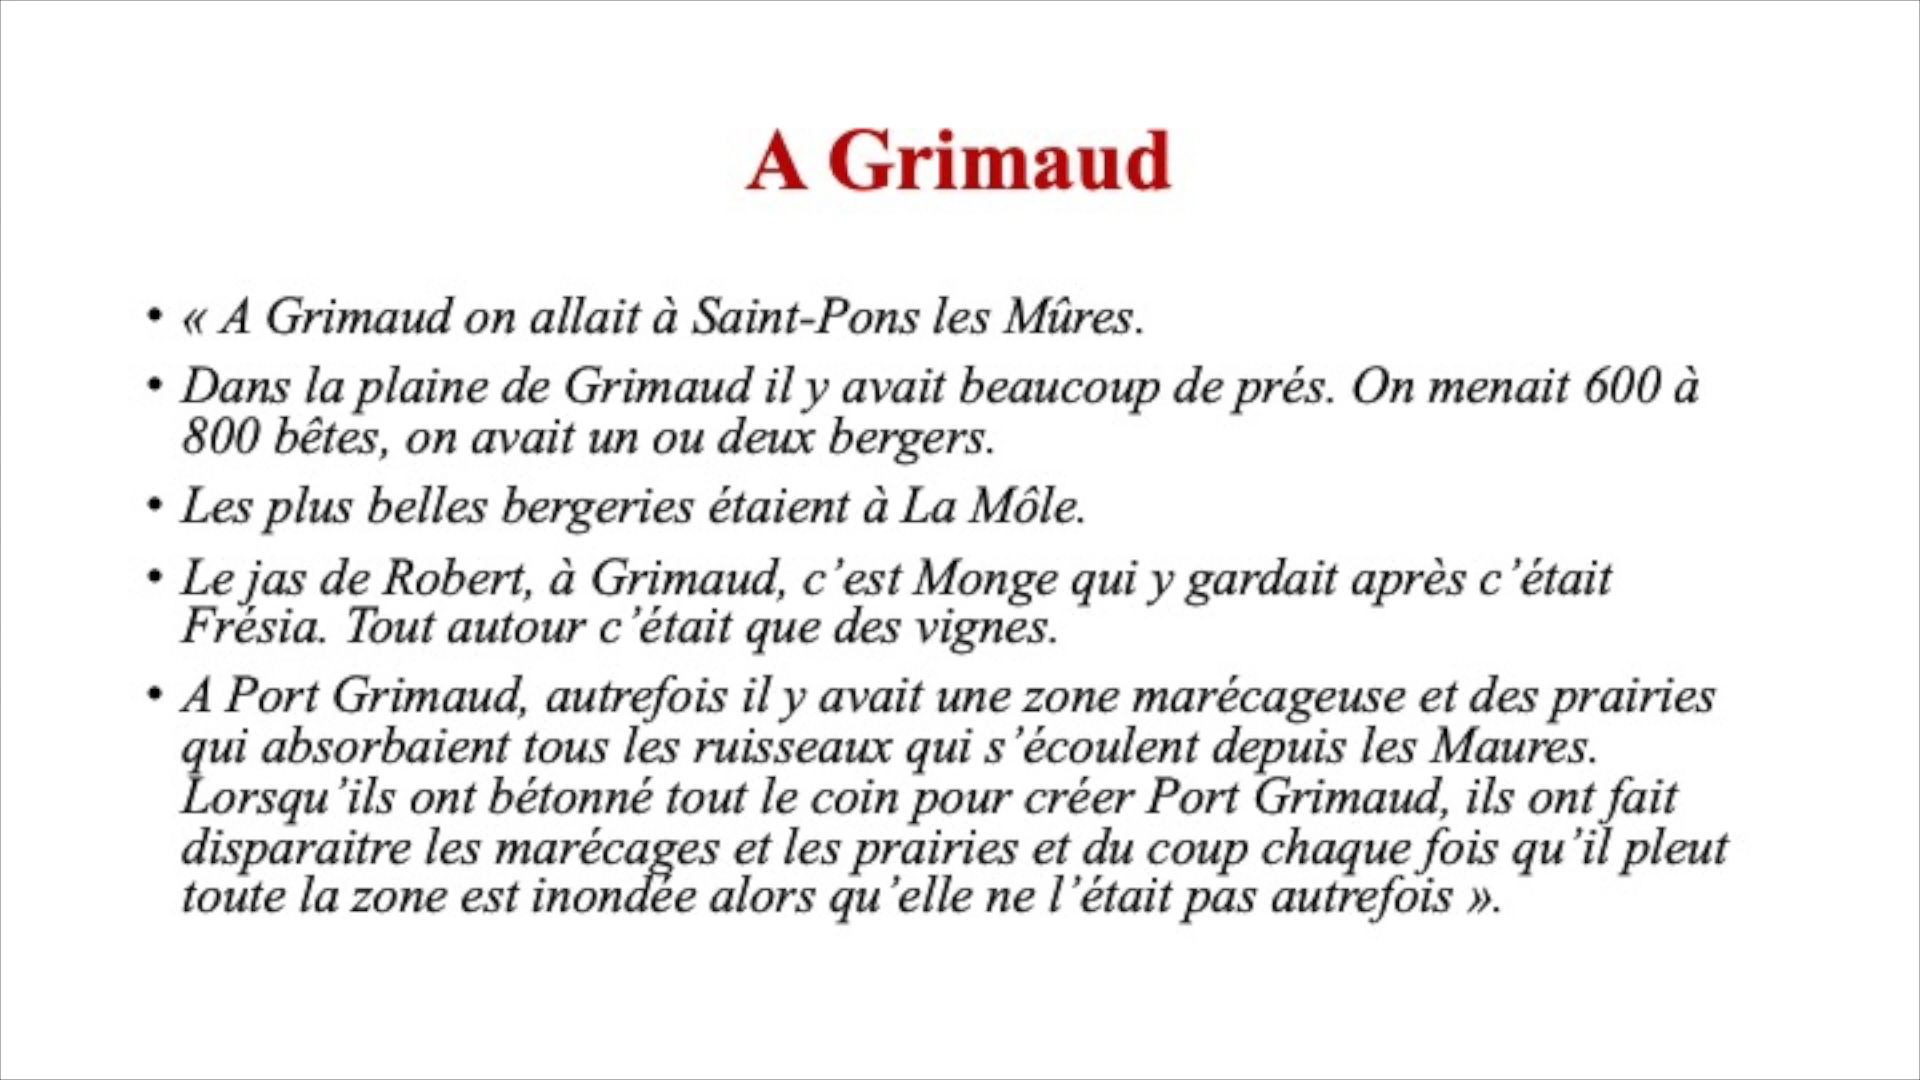 A Grimaud
• « A Grimaud on allait à Saint-Pons les Mûres.
• Dans la plaine de Grimaud il y avait beaucoup de prés. On menait 600 à
800 bêtes, on avait un ou deux bergers.
• Les plus belles bergeries étaient à La Môle.
• Le jas de Robert, à Grimaud, c’est Monge qui y gardait après c’était
Frésia. Tout autour c’était que des vignes.
• A Port Grimaud, autrefois il y avait une zone marécageuse et des prairies
qui absorbaient tous les ruisseaux qui s’écoulent depuis les Maures.
Lorsqu’ils ont bétonné tout le coin pour créer Port Grimaud, ils ont fait
disparaitre les marécages et les prairies et du coup chaque fois qu’il pleut
toute la zone est inondée alors qu’elle ne l’était pas autrefois ».